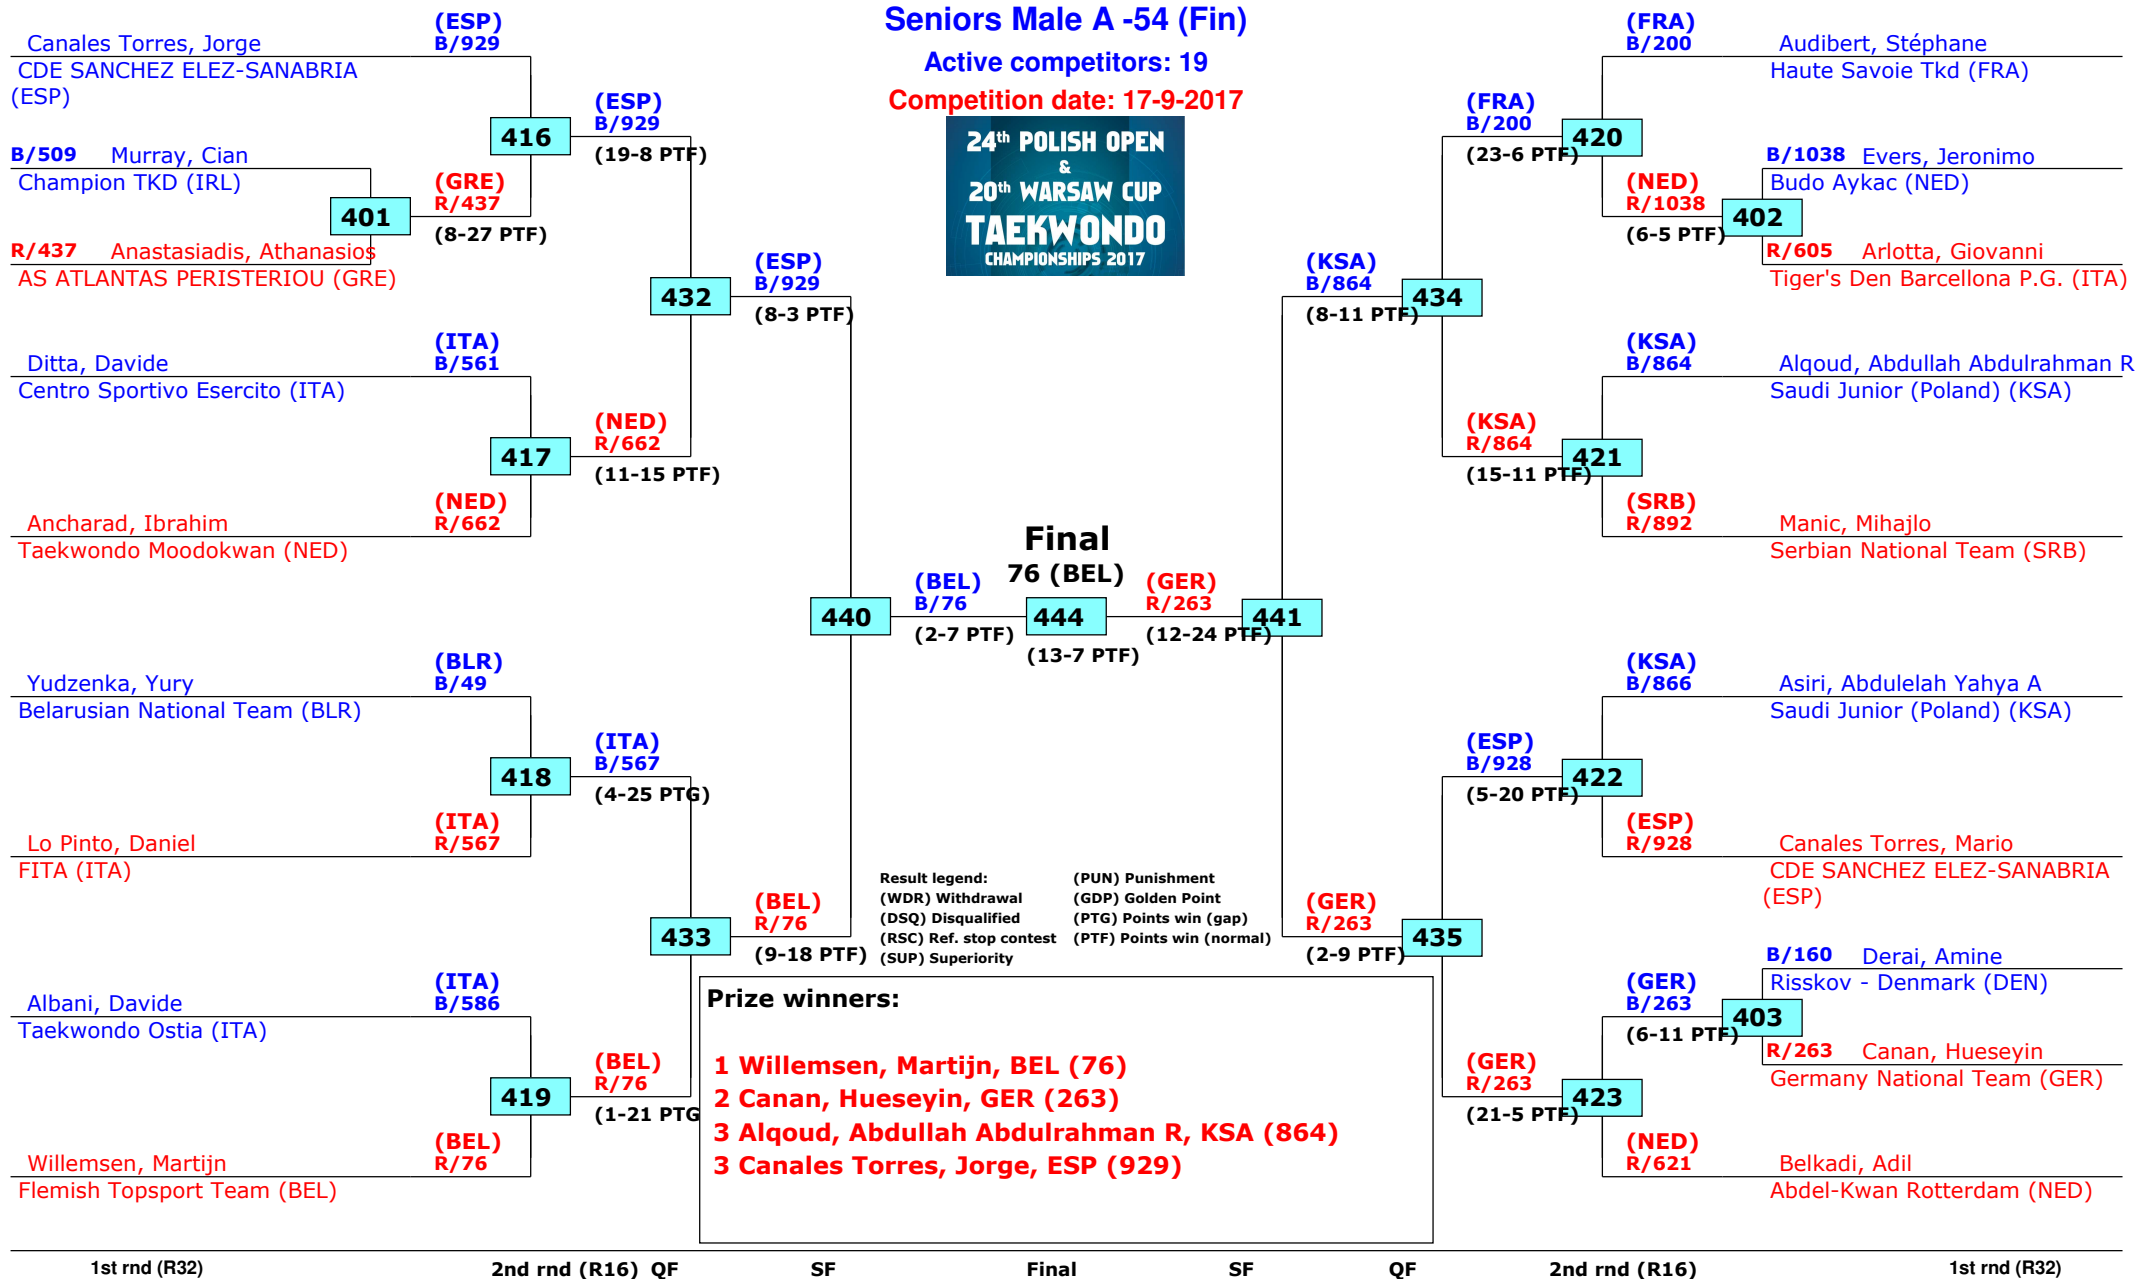 Seniors Male A -54 (Fin)
Active competitors: 19
Competition date: 17-9-2017
24th POLISH OPEN
&
20th WARSAW CUP
TAEKWONDO
CHAMPIONSHIPS 2017
(ESP)
Canales Torres, Jorge B/929
CDE SANCHEZ ELEZ-SANABRIA
(ESP)
(ESP)
B/929
416
(19-8 PTF)
B/509 Murray, Cian
Champion TKD (IRL)
(GRE)
R/437
401
(8-27 PTF)
R/437 Anastasiadis, Athanasios
AS ATLANTAS PERISTERIOU (GRE)
(ESP)
B/929
432
(8-3 PTF)
(ITA)
Ditta, Davide B/561
Centro Sportivo Esercito (ITA)
(NED)
R/662
417
(11-15 PTF)
(NED)
Ancharad, Ibrahim R/662
Taekwondo Moodokwan (NED)
(BLR)
Yudzenka, Yury B/49
Belarusian National Team (BLR)
(ITA)
B/567
418
(4-25 PTG)
(ITA)
Lo Pinto, Daniel R/567
FITA (ITA)
(BEL)
R/76
433
(9-18 PTF)
(ITA)
Albani, Davide B/586
Taekwondo Ostia (ITA)
(BEL)
R/76
419
(1-21 PTG
(BEL)
Willemsen, Martijn R/76
Flemish Topsport Team (BEL)
440
(BEL)
B/76
(2-7 PTF)
Final
76 (BEL)
444
(13-7 PTF)
(GER)
R/263
441
(12-24 PTF)
(FRA)
B/200 Audibert, Stéphane
Haute Savoie Tkd (FRA)
(FRA)
B/200
420
(23-6 PTF)
B/1038 Evers, Jeronimo
Budo Aykac (NED)
(NED)
R/1038
402
(6-5 PTF)
R/605 Arlotta, Giovanni
Tiger's Den Barcellona P.G. (ITA)
(KSA)
B/864
434
(8-11 PTF)
(KSA)
B/864 Alqoud, Abdullah Abdulrahman R
Saudi Junior (Poland) (KSA)
(KSA)
R/864
421
(15-11 PTF)
(SRB)
R/892 Manic, Mihajlo
Serbian National Team (SRB)
(KSA)
B/866 Asiri, Abdulelah Yahya A
Saudi Junior (Poland) (KSA)
(ESP)
B/928
422
(5-20 PTF)
(ESP)
R/928 Canales Torres, Mario
CDE SANCHEZ ELEZ-SANABRIA
(ESP)
(GER)
R/263
435
(2-9 PTF)
B/160 Derai, Amine
Risskov - Denmark (DEN)
(GER)
B/263
403
(6-11 PTF)
R/263 Canan, Hueseyin
Germany National Team (GER)
(GER)
R/263
423
(21-5 PTF)
(NED)
R/621 Belkadi, Adil
Abdel-Kwan Rotterdam (NED)
Result legend: (PUN) Punishment
(WDR) Withdrawal (GDP) Golden Point
(DSQ) Disqualified (PTG) Points win (gap)
(RSC) Ref. stop contest (PTF) Points win (normal)
(SUP) Superiority
Prize winners:
1 Willemsen, Martijn, BEL (76)
2 Canan, Hueseyin, GER (263)
3 Alqoud, Abdullah Abdulrahman R, KSA (864)
3 Canales Torres, Jorge, ESP (929)
1st rnd (R32) 2nd rnd (R16) QF SF Final SF QF 2nd rnd (R16) 1st rnd (R32)